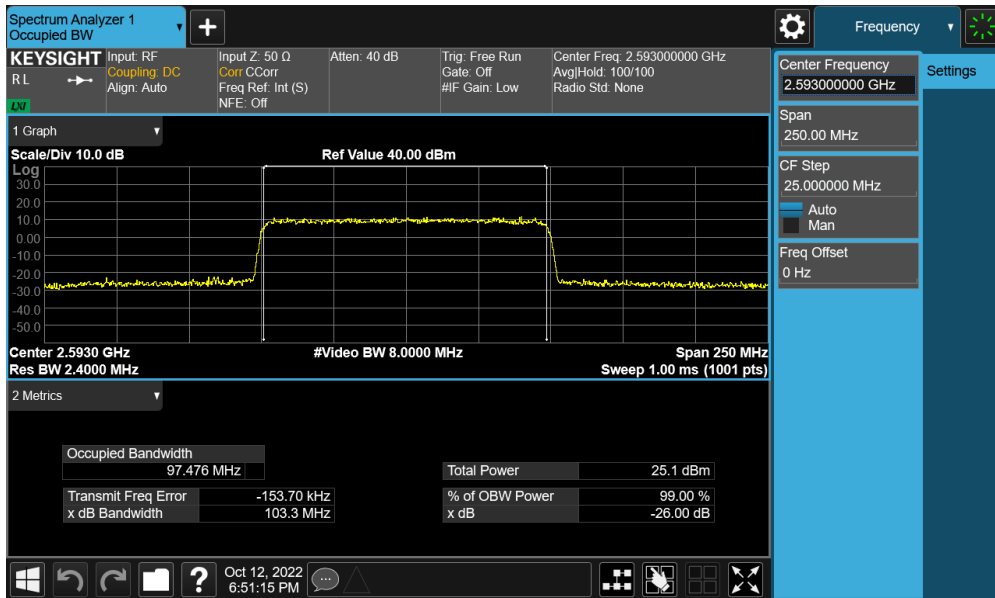 Spectrum Analyzer 1
Occupied BW
Frequency
KEYSIGHT
R L
LXI
Input: RF
Coupling: DC
Align: Auto
Input Z: 50 Ω
Corr CCorr
Freq Ref: Int (S)
NFE: Off
Atten: 40 dB
Trig: Free Run
Gate: Off
#IF Gain: Low
Center Freq: 2.593000000 GHz
Avg|Hold: 100/100
Radio Std: None
Center Frequency
2.593000000 GHz
Settings
Span
250.00 MHz
CF Step
25.000000 MHz
Auto
Man
Freq Offset
0 Hz
1 Graph
Scale/Div 10.0 dB
Ref Value 40.00 dBm
Log
30.0
20.0
10.0
0.00
-10.0
-20.0
-30.0
-40.0
-50.0
Center 2.5930 GHz
#Video BW 8.0000 MHz
Span 250 MHz
Res BW 2.4000 MHz
Sweep 1.00 ms (1001 pts)
2 Metrics
Occupied Bandwidth
97.476 MHz
Total Power 25.1 dBm
Transmit Freq Error -153.70 kHz
% of OBW Power 99.00 %
x dB Bandwidth 103.3 MHz
x dB -26.00 dB
?
Oct 12, 2022
6:51:15 PM